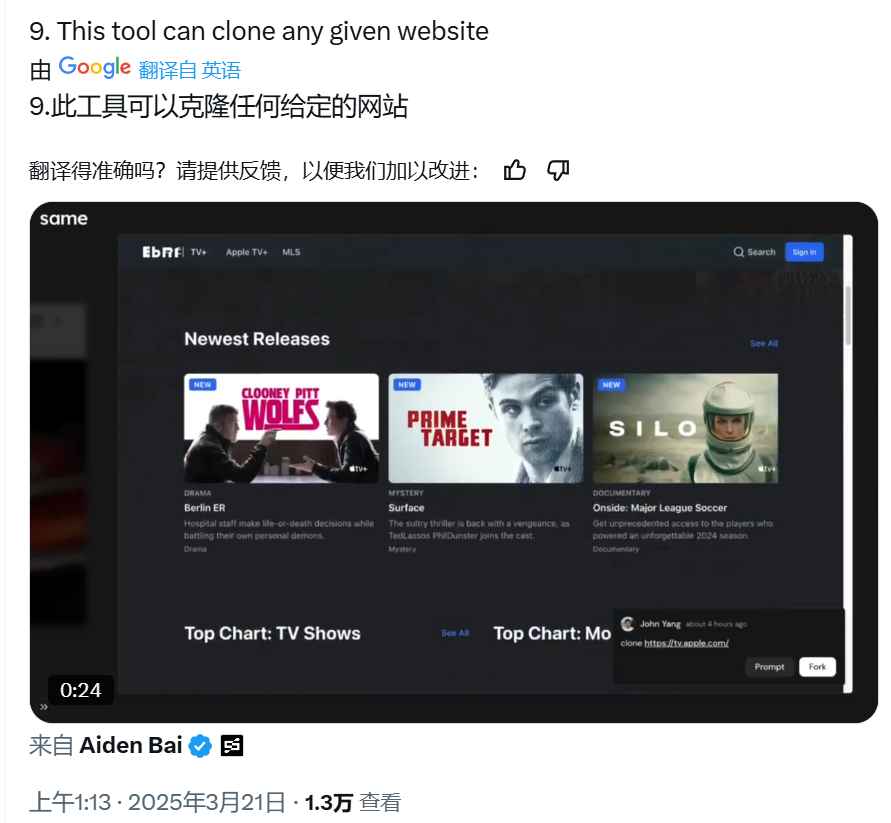 9. This tool can clone any given website
由 Google 翻译自 英语
9.此工具可以克隆任何给定的网站
翻译得准确吗？请提供反馈，以便我们加以改进：
same
TV+ Apple TV+ MLS
Search Sign In
Newest Releases
See All
NEW
CLOONEY PITT
WOLFS
tv+
DRAMA
Berlin ER
Hospital staff make life-or-death decisions while
battling their own personal demons.
Drama
NEW
PRIME
TARGET
tv+
MYSTERY
Surface
The sultry thriller is back with a vengeance, as
TedLassos PhilDunster joins the cast.
Mystery
NEW
SILO
tv+
DOCUMENTARY
Onside: Major League Soccer
Get unprecedented access to the players who
powered an unforgettable 2024 season.
Documentary
Top Chart: TV Shows
See All
Top Chart: Mo
John Yang about 4 hours ago
clone https://tv.apple.com/
Prompt Fork
0:24
»
来自 Aiden Bai
上午1:13 · 2025年3月21日 · 1.3万 查看